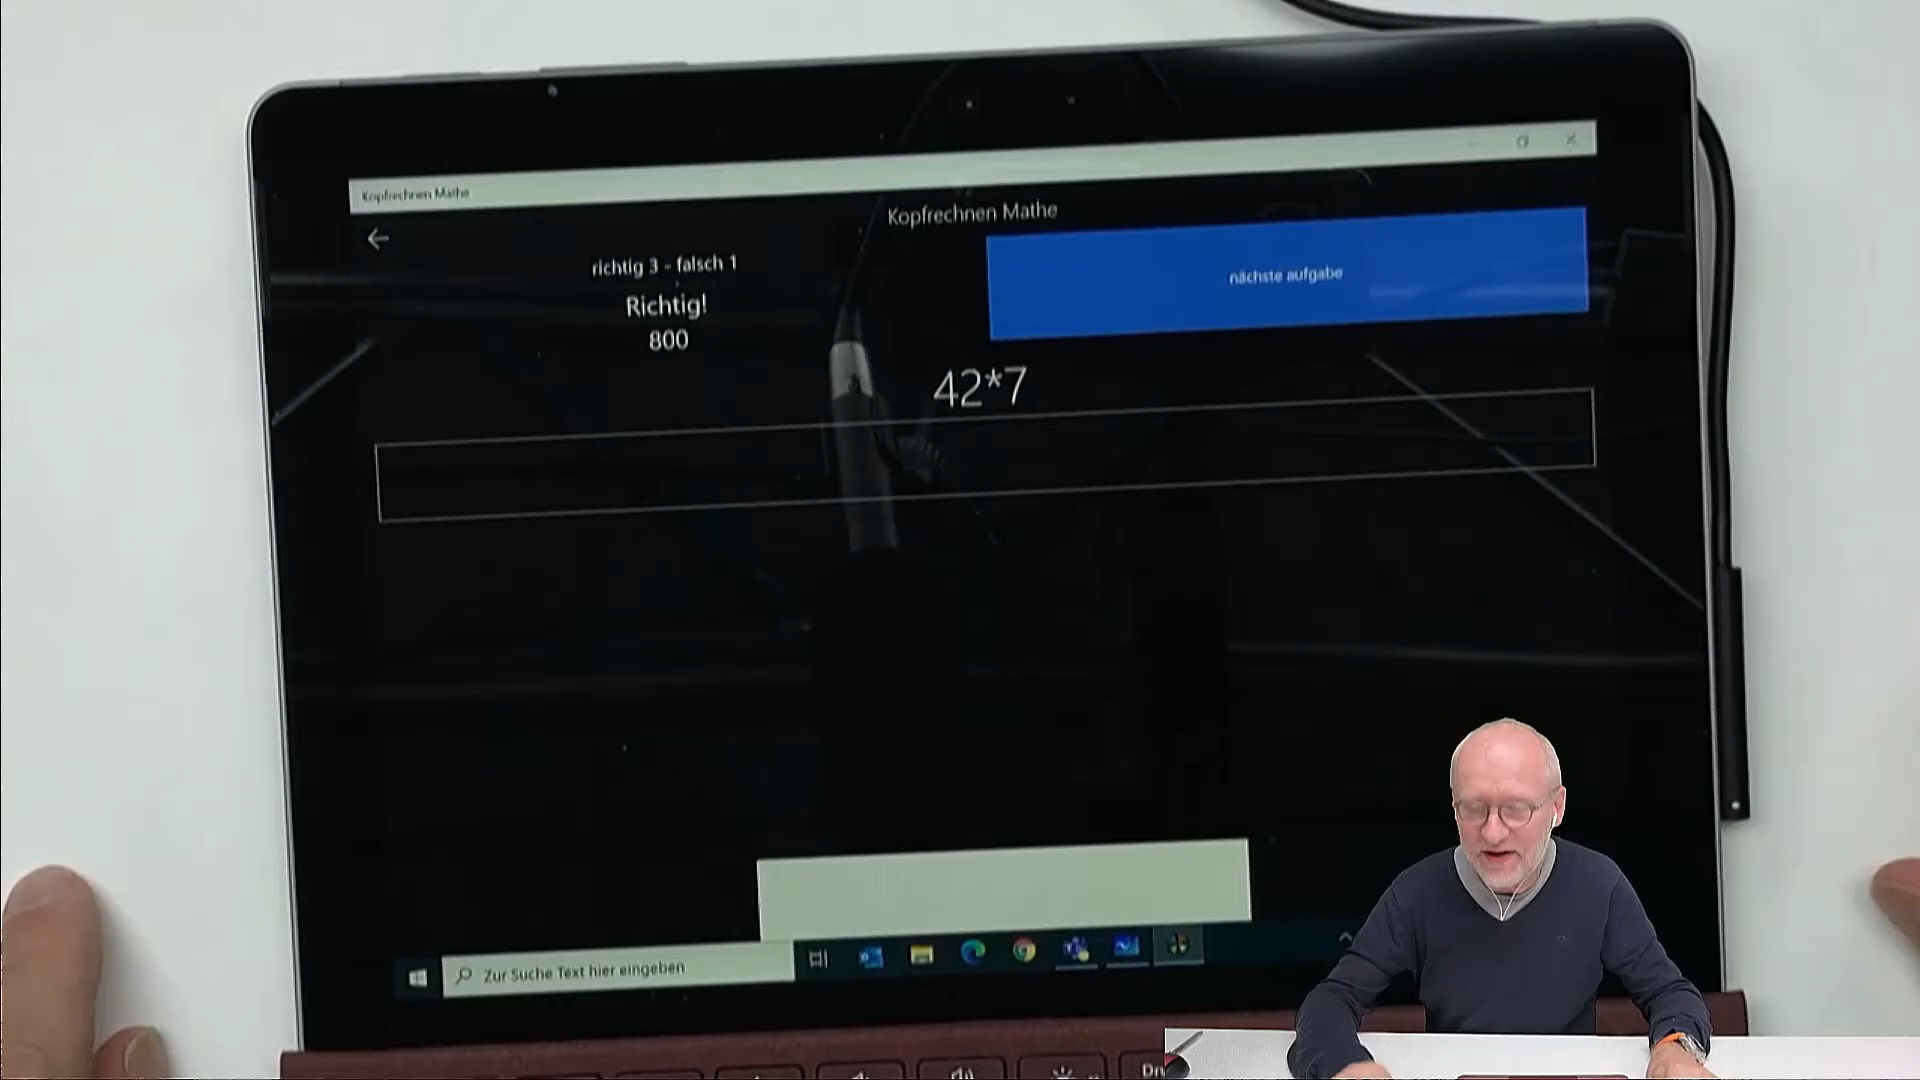 Kopfrechnen Mathe
Kopfrechnen Mathe
richtig 3 - falsch 1
Richtig!
800
nächste aufgabe
42*7
Zur Suche Text hier eingeben